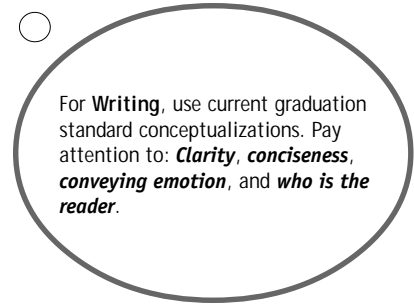 For Writing, use current graduation
standard conceptualizations. Pay
attention to: Clarity, conciseness,
conveying emotion, and who is the
reader.